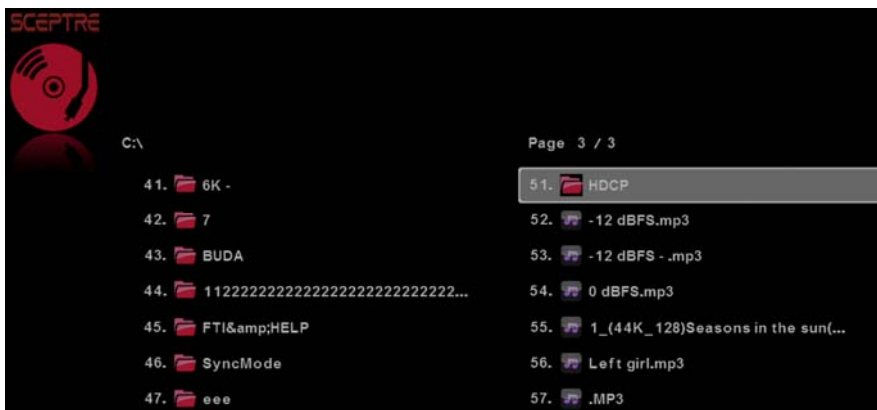 SCEPTRE
C:\
Page 3 / 3
41. 6K -
42. 7
43. BUDA
44. 1122222222222222222222222222...
45. FTI&amp;HELP
46. SyncMode
47. eee
51. HDCP
52. -12 dBFS.mp3
53. -12 dBFS - .mp3
54. 0 dBFS.mp3
55. 1_(44K_128)Seasons in the sun(...
56. Left girl.mp3
57. .MP3